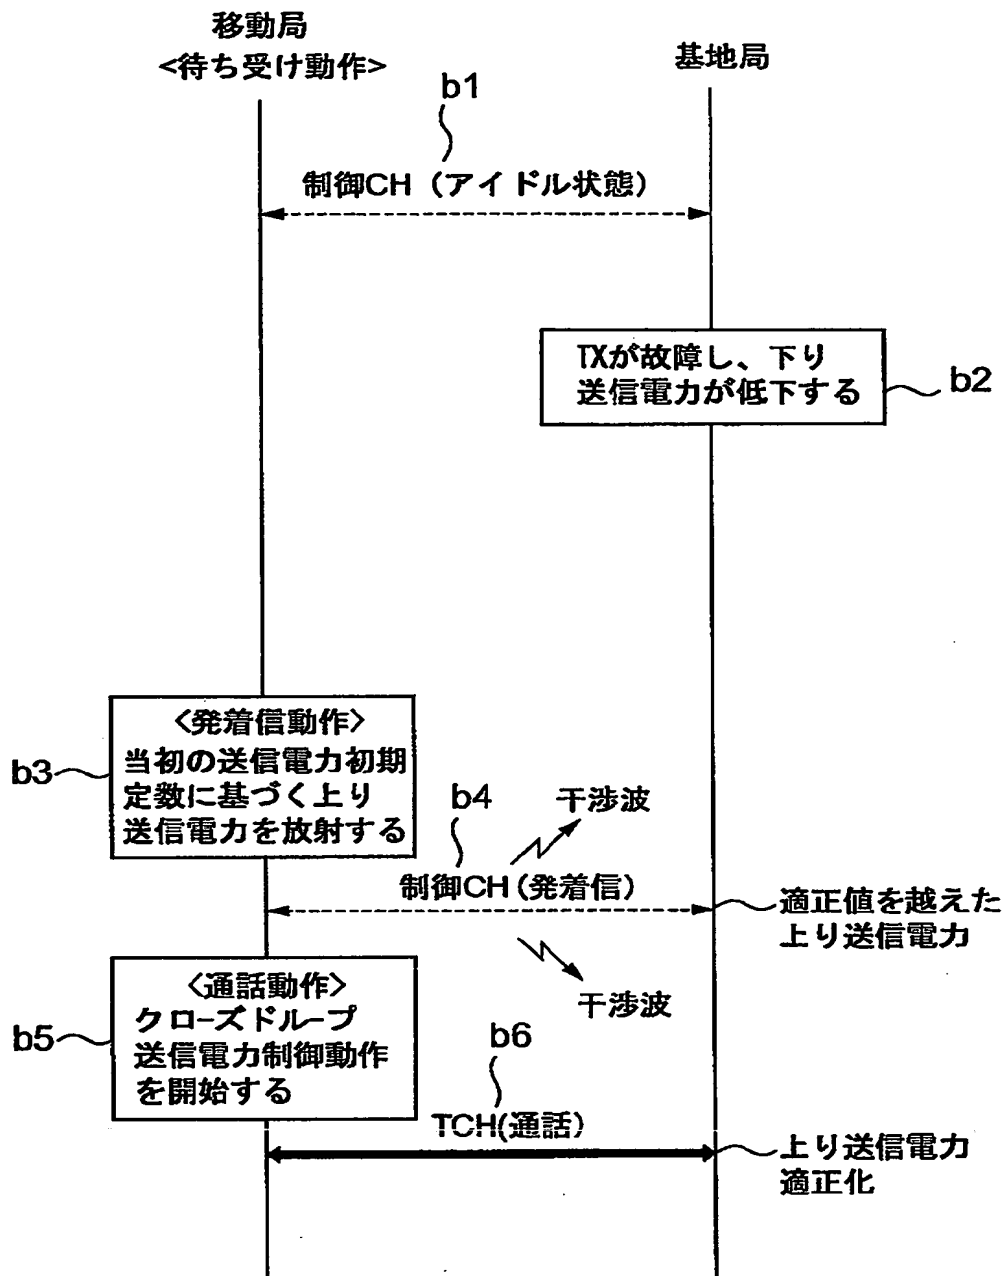 移動局
<待ち受け動作>
基地局
b1
制御CH（アイドル状態）
TXが故障し、下り
送信電力が低下する
b2
<発着信動作>
当初の送信電力初期
定数に基づく上り
送信電力を放射する
b3
b4
干渉波
制御CH（発着信）
適正値を越えた
上り送信電力
干渉波
<通話動作>
クローズドループ
送信電力制御動作
を開始する
b5
b6
TCH(通話）
上り送信電力
適正化